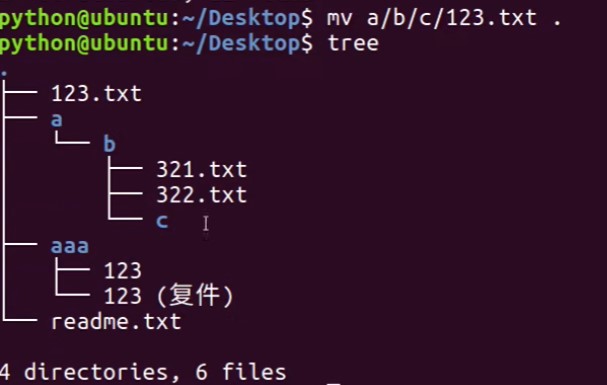 python@ubuntu:~/Desktop$ mv a/b/c/123.txt .
python@ubuntu:~/Desktop$ tree
.
├── 123.txt
├── a
│   └── b
│       ├── 321.txt
│       ├── 322.txt
│       └── c
├── aaa
│   ├── 123
│   └── 123 (复件)
└── readme.txt
4 directories, 6 files